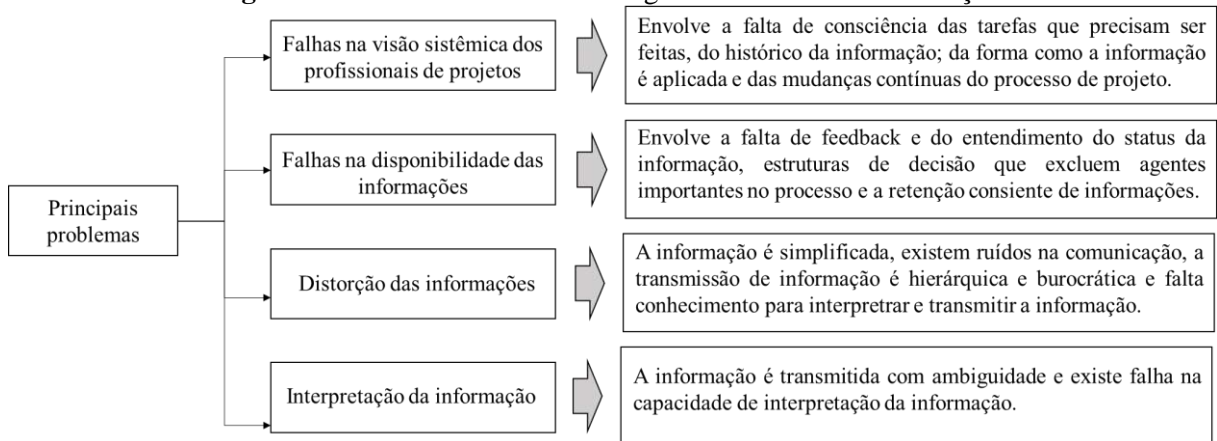 Falhas na visão sistêmica dos
profissionais de projetos
Envolve a falta de consciência das tarefas que precisam ser
feitas, do histórico da informação; da forma como a informação
é aplicada e das mudanças contínuas do processo de projeto.
Falhas na disponibilidade das
informações
Envolve a falta de feedback e do entendimento do status da
informação, estruturas de decisão que excluem agentes
importantes no processo e a retenção consiente de informações.
Principais
problemas
Distorção das informações
A informação é simplificada, existem ruídos na comunicação, a
transmissão de informação é hierárquica e burocrática e falta
conhecimento para interpretrar e transmitir a informação.
Interpretação da informação
A informação é transmitida com ambiguidade e existe falha na
capacidade de interpretação da informação.